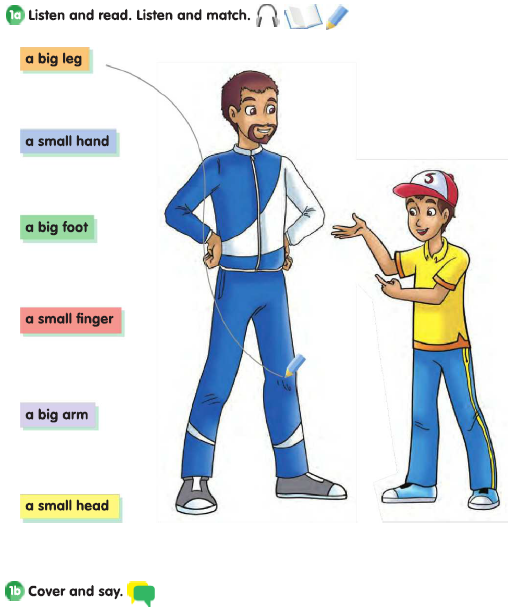 1a Listen and read. Listen and match.
a big leg
a small hand
a big foot
a small finger
a big arm
a small head
1b Cover and say.